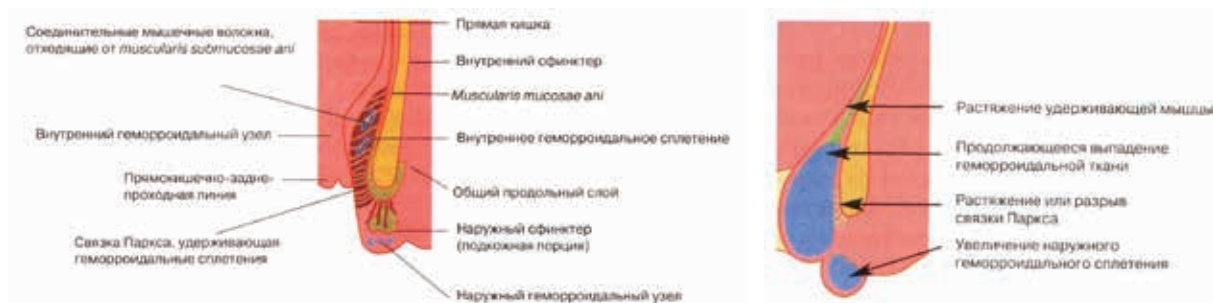 Соединительные мышечные волокна,
отходящие от muscularis submucosae ani
Внутренний геморроидальный узел
Прямокишечно-задне-
проходная линия
Связка Паркса, удерживающая
геморроидальные сплетения
Прямая кишка
Внутренний сфинктер
Muscularis mucosae ani
Внутреннее геморроидальное сплетение
Общий продольный слой
Наружный сфинктер
(подкожная порция)
Наружный геморроидальный узел
Растяжение удерживающей мышцы
Продолжающееся выпадение
геморроидальной ткани
Растяжение или разрыв
связки Паркса
Увеличение наружного
геморроидального сплетения